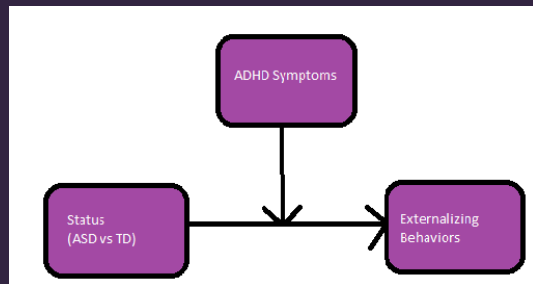 ADHD Symptoms
Status
(ASD vs TD)
Externalizing
Behaviors